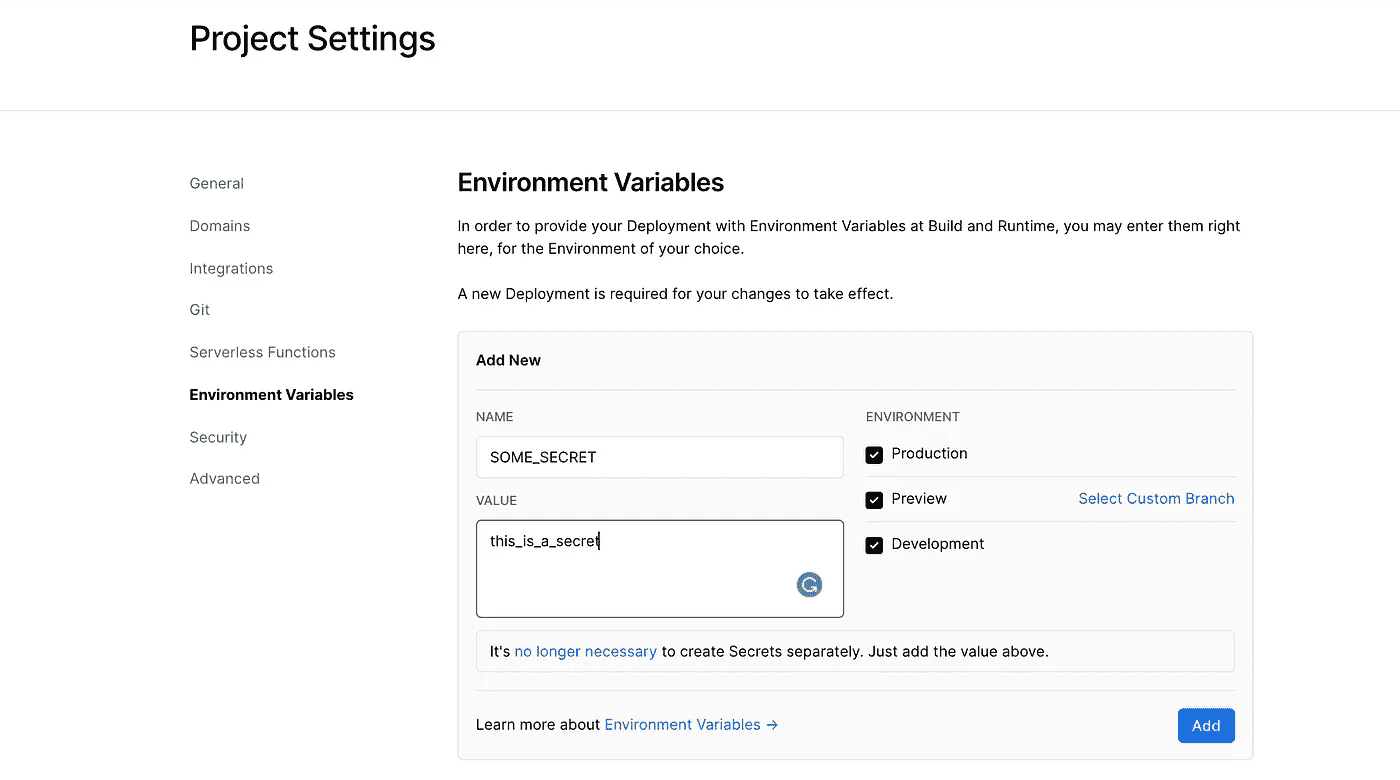 Project Settings
General
Domains
Integrations
Git
Serverless Functions
Environment Variables
Security
Advanced
Environment Variables
In order to provide your Deployment with Environment Variables at Build and Runtime, you may enter them right
here, for the Environment of your choice.
A new Deployment is required for your changes to take effect.
Add New
NAME
SOME_SECRET
VALUE
this_is_a_secret
ENVIRONMENT
Production
Preview
Select Custom Branch
Development
It's no longer necessary to create Secrets separately. Just add the value above.
Learn more about Environment Variables →
Add